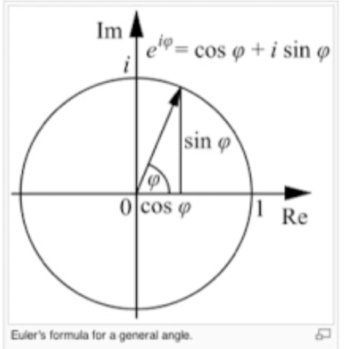 Im
e^{iφ} = cos φ + i sin φ
i
sin φ
φ
0 cos φ
1
Re
Euler's formula for a general angle.